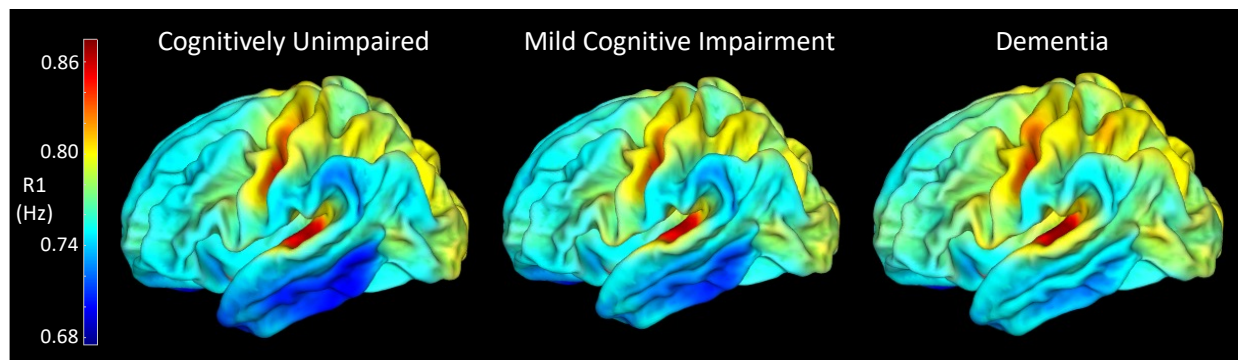 Cognitively Unimpaired
Mild Cognitive Impairment
Dementia
0.86
0.80
R1
(Hz)
0.74
0.68